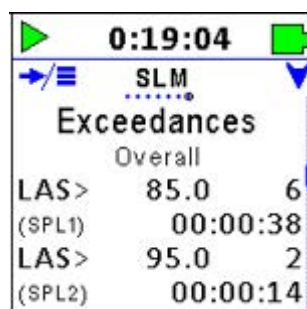 0:19:04
SLM
Exceedances
Overall
LAS> 85.0 6
(SPL1) 00:00:38
LAS> 95.0 2
(SPL2) 00:00:14